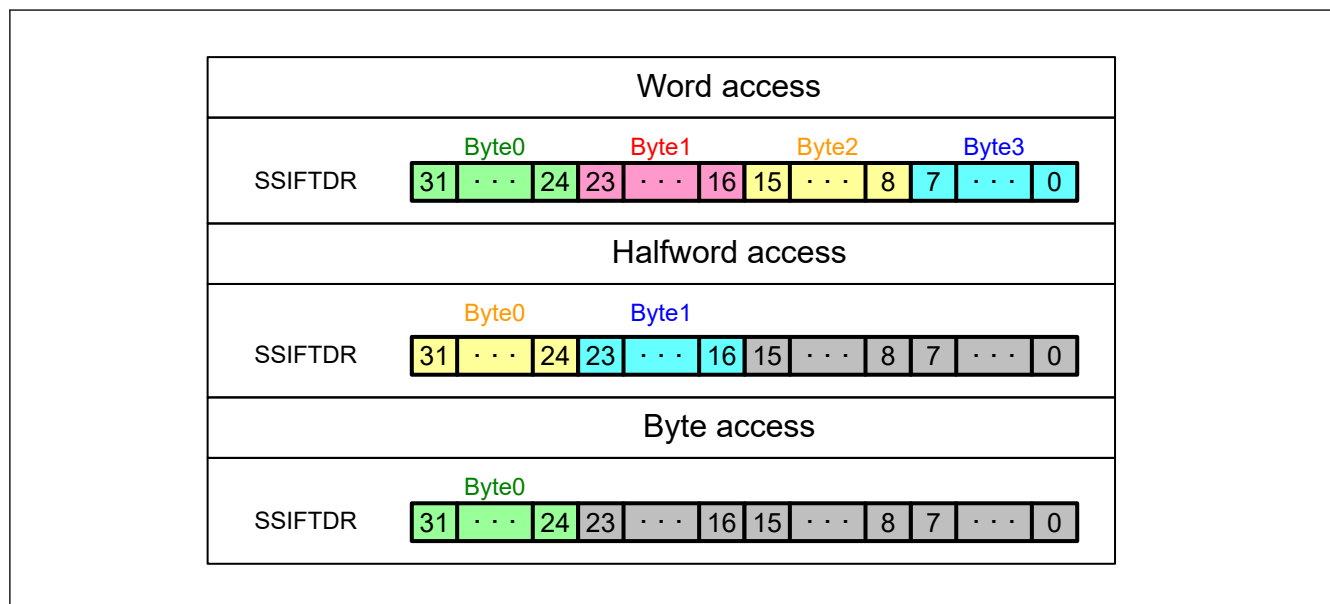 Word access
Byte0 Byte1 Byte2 Byte3
SSIFTDR 31 · · · 24 23 · · · 16 15 · · · 8 7 · · · 0
Halfword access
Byte0 Byte1
SSIFTDR 31 · · · 24 23 · · · 16 15 · · · 8 7 · · · 0
Byte access
Byte0
SSIFTDR 31 · · · 24 23 · · · 16 15 · · · 8 7 · · · 0